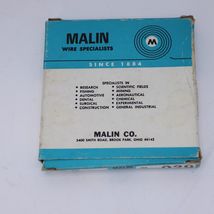 MALIN
WIRE SPECIALISTS
M
SINCE 1884
SPECIALISTS IN
• RESEARCH
• FISHING
• AUTOMOTIVE
• DENTAL
• SURGICAL
• CONSTRUCTION
• SCIENTIFIC FIELDS
• MINING
• AERONAUTICAL
• CHEMICAL
• EXPERIMENTAL
• GENERAL INDUSTRIAL
MALIN CO.
5400 SMITH ROAD, BROOK PARK, OHIO 44142